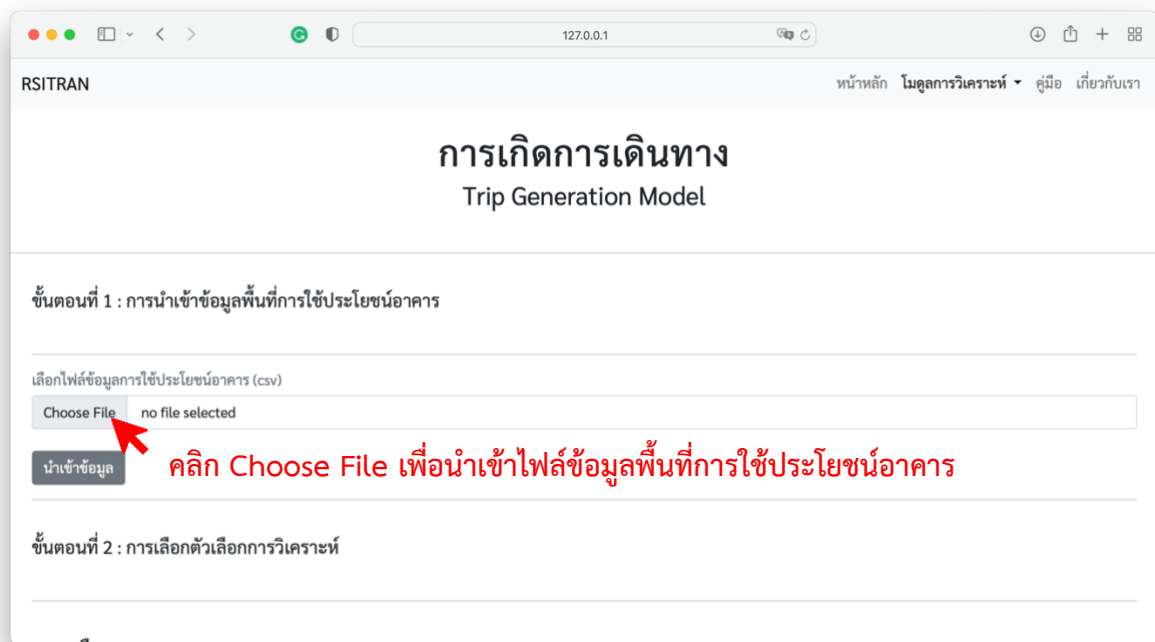 127.0.0.1
RSITRAN
หน้าหลัก โมดูลการวิเคราะห์ คู่มือ เกี่ยวกับเรา
การเกิดการเดินทาง
Trip Generation Model
ขั้นตอนที่ 1 : การนำเข้าข้อมูลพื้นที่การใช้ประโยชน์อาคาร
เลือกไฟล์ข้อมูลการใช้ประโยชน์อาคาร (csv)
Choose File no file selected
นำเข้าข้อมูล
คลิก Choose File เพื่อนำเข้าไฟล์ข้อมูลพื้นที่การใช้ประโยชน์อาคาร
ขั้นตอนที่ 2 : การเลือกตัวเลือกการวิเคราะห์